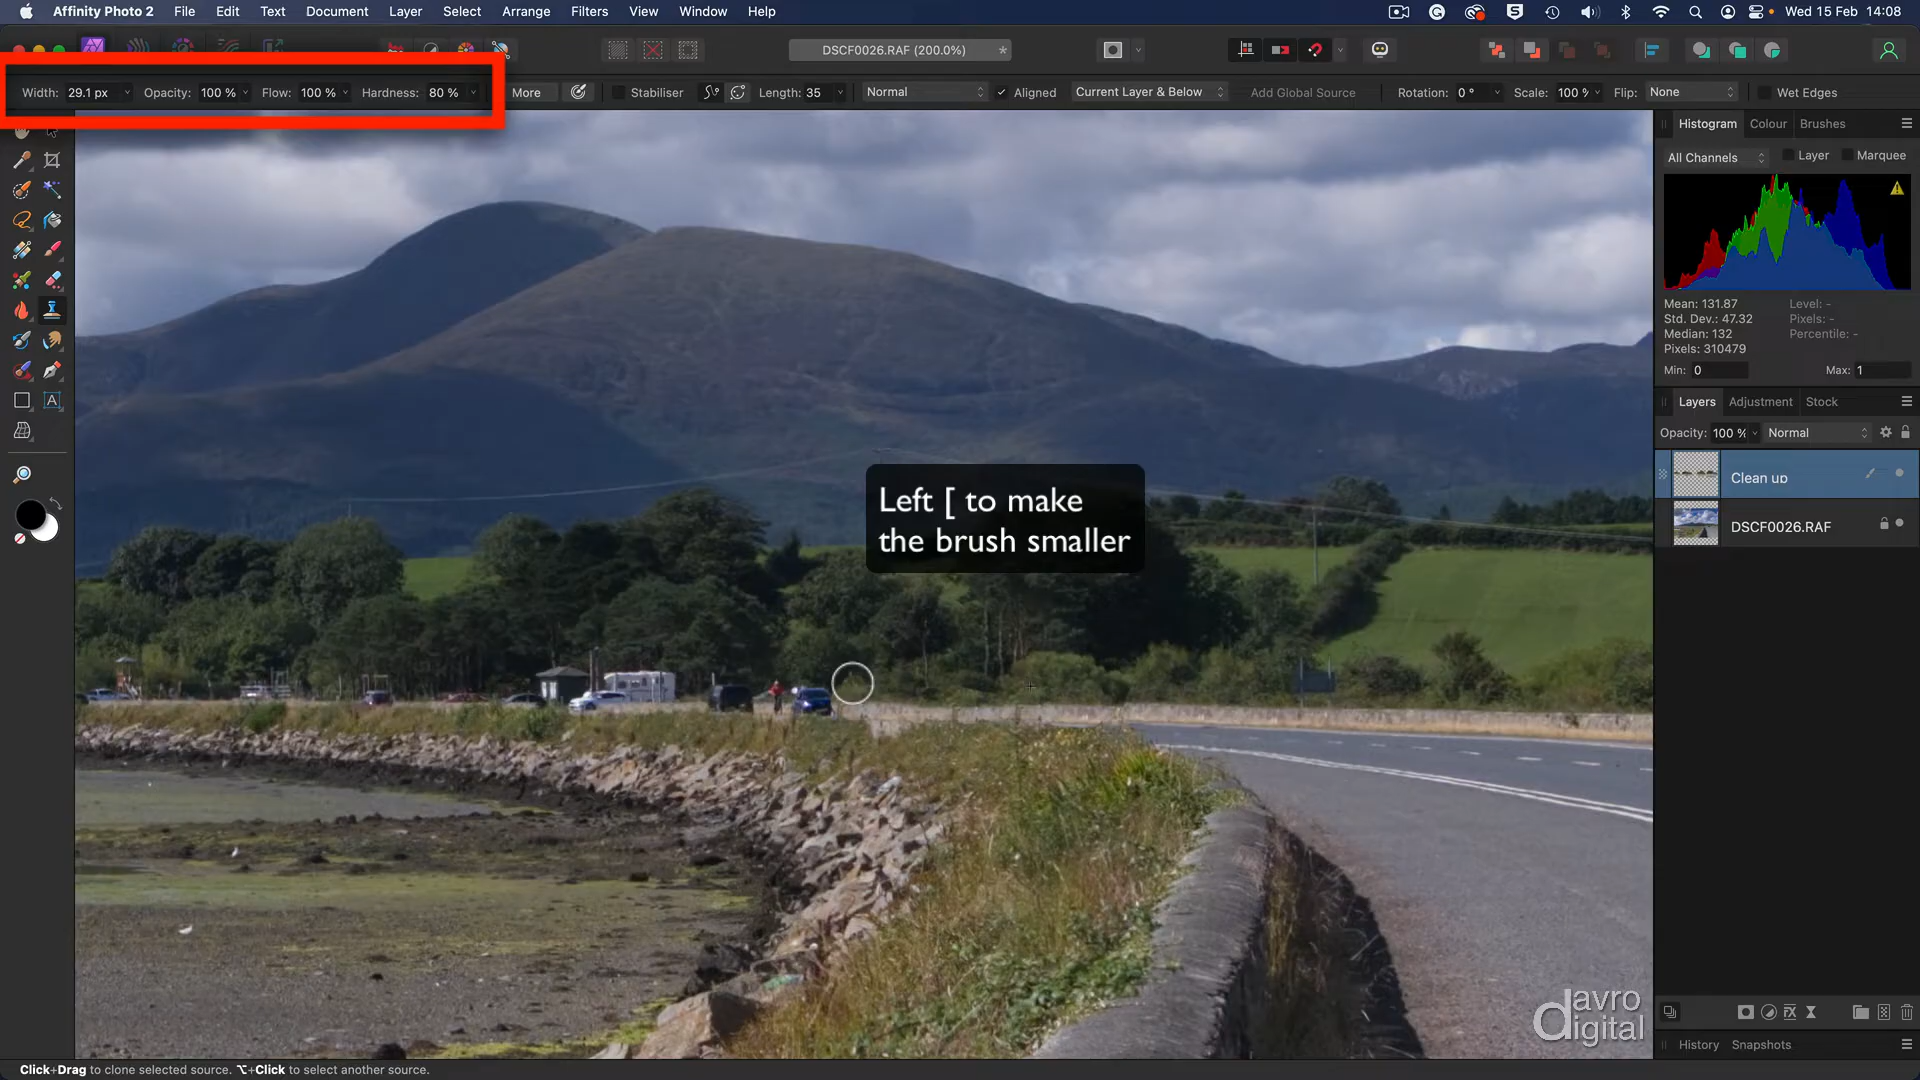 Affinity Photo 2 File Edit Text Document Layer Select Arrange Filters View Window Help Wed 15 Feb 14:08
DSCF0026.RAF (200.0%) *
Width: 29.1 px Opacity: 100 % Flow: 100 % Hardness: 80 % More Stabiliser Length: 35 Normal Aligned Current Layer & Below Add Global Source Rotation: 0 ° Scale: 100 % Flip: None Wet Edges
Histogram Colour Brushes
All Channels Layer Marquee
Mean: 131.87 Level: -
Std. Dev.: 47.32 Pixels: -
Median: 132 Percentile: -
Pixels: 310479
Min: 0 Max: 1
Layers Adjustment Stock
Opacity: 100 % Normal
Clean up
DSCF0026.RAF
Left [ to make
the brush smaller
davro
digital
History Snapshots
Click+Drag to clone selected source. ⌥+Click to select another source.